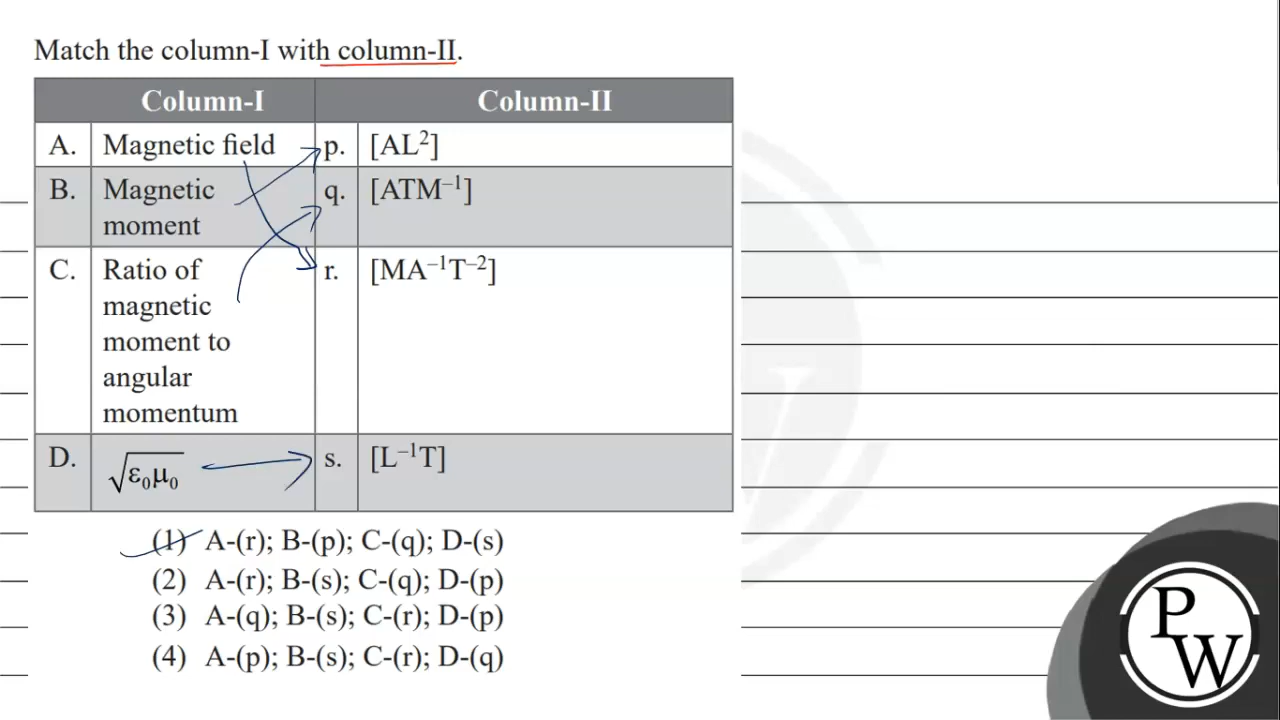 Match the column-I with column-II.
Column-I Column-II
A. Magnetic field p. [AL²]
B. Magnetic q. [ATM⁻¹]
moment
C. Ratio of r. [MA⁻¹T⁻²]
magnetic
moment to
angular
momentum
D. √ε₀μ₀ s. [L⁻¹T]
(1) A-(r); B-(p); C-(q); D-(s)
(2) A-(r); B-(s); C-(q); D-(p)
(3) A-(q); B-(s); C-(r); D-(p)
(4) A-(p); B-(s); C-(r); D-(q)
P
W